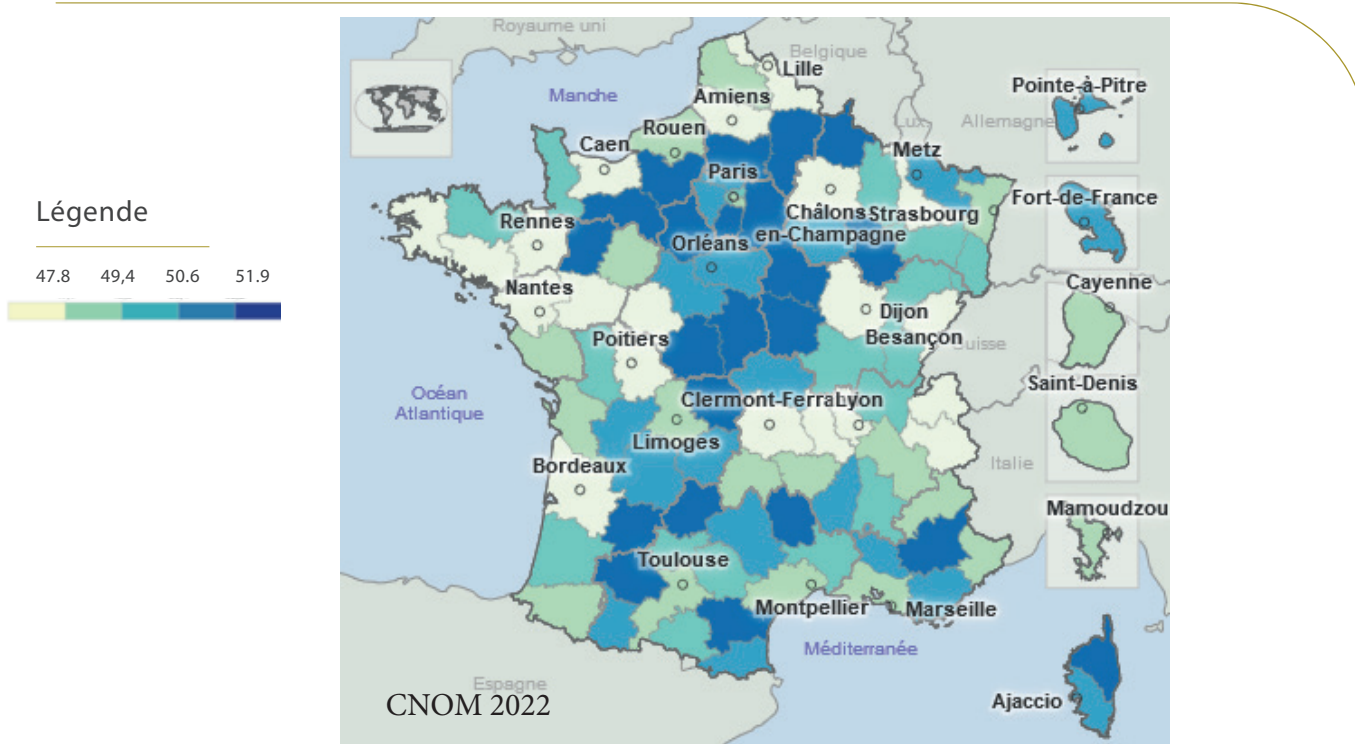 Royaume uni
Belgique
Lille
Pointe-à-Pitre
Manche
Amiens
Lux.
Allemagne
Rouen
Caen
Metz
Paris
Fort-de-France
Légende
Rennes
Châlons
en-Champagne
Strasbourg
Orléans
47.8 49,4 50.6 51.9
Nantes
Cayenne
Dijon
Poitiers
Besançon
Suisse
Océan
Atlantique
Saint-Denis
Clermont-Ferra
Lyon
Limoges
Italie
Bordeaux
Mamoudzou
Toulouse
Montpellier
Marseille
Méditerranée
Espagne
Ajaccio
CNOM 2022